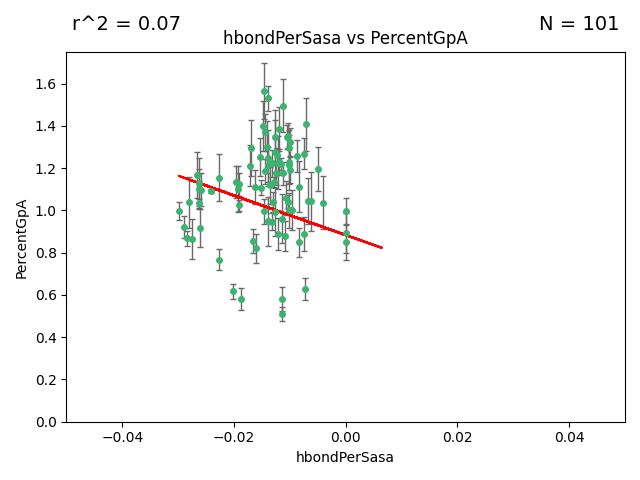 r^2 = 0.07
N = 101
hbondPerSasa vs PercentGpA
PercentGpA
1.6
1.4
1.2
1.0
0.8
0.6
0.4
0.2
0.0
−0.04 −0.02 0.00 0.02 0.04
hbondPerSasa